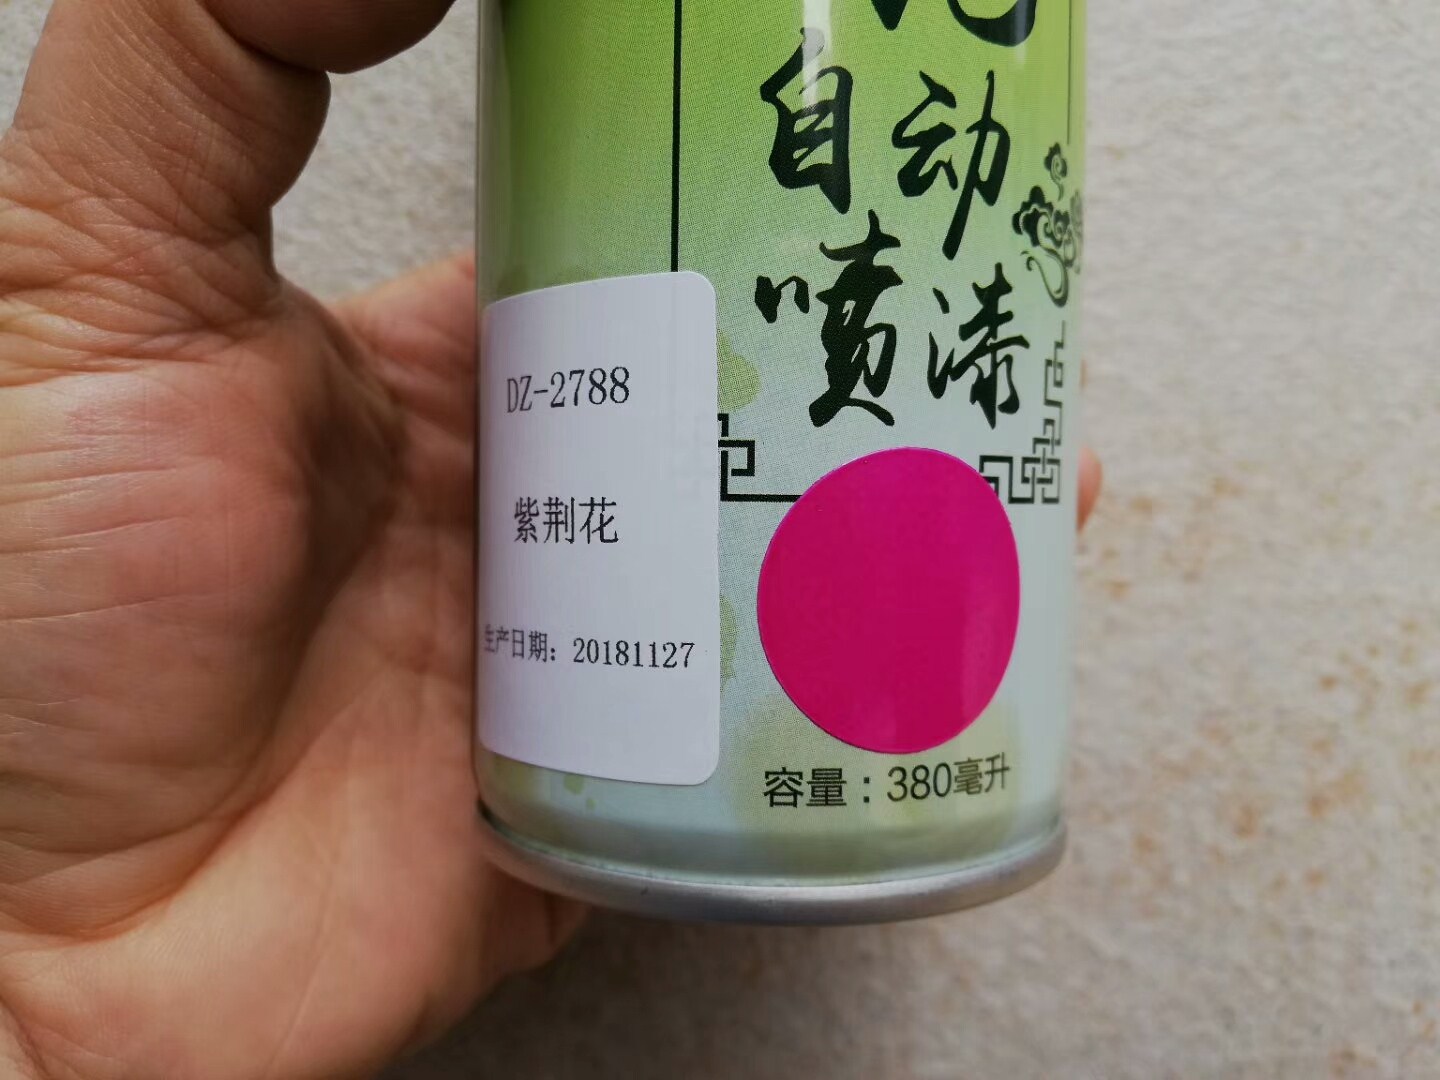 自动
喷漆
DZ-2788
紫荆花
生产日期：20181127
容量：380毫升